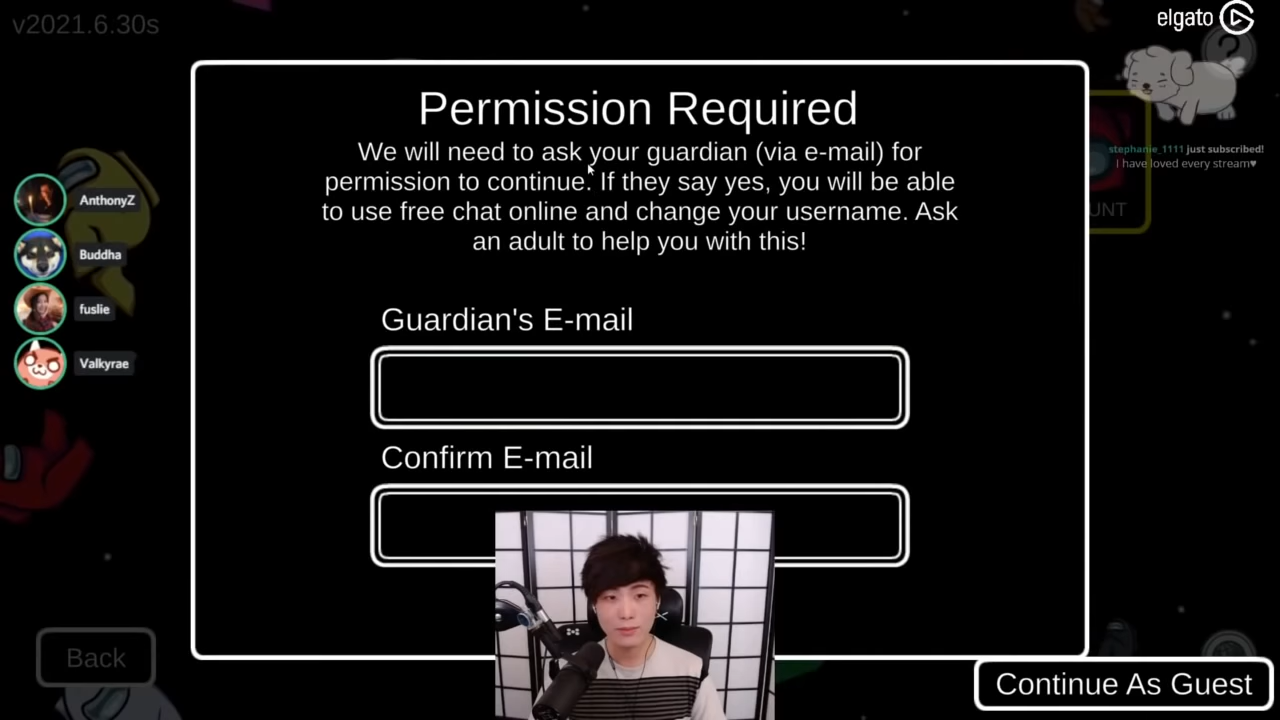 v2021.6.30s
elgato
Permission Required
We will need to ask your guardian (via e-mail) for
permission to continue. If they say yes, you will be able
to use free chat online and change your username. Ask
an adult to help you with this!
stephanie_1111 just subscribed!
I have loved every stream♥
UNT
AnthonyZ
Buddha
fuslie
Valkyrae
Guardian's E-mail
Confirm E-mail
Back
Continue As Guest